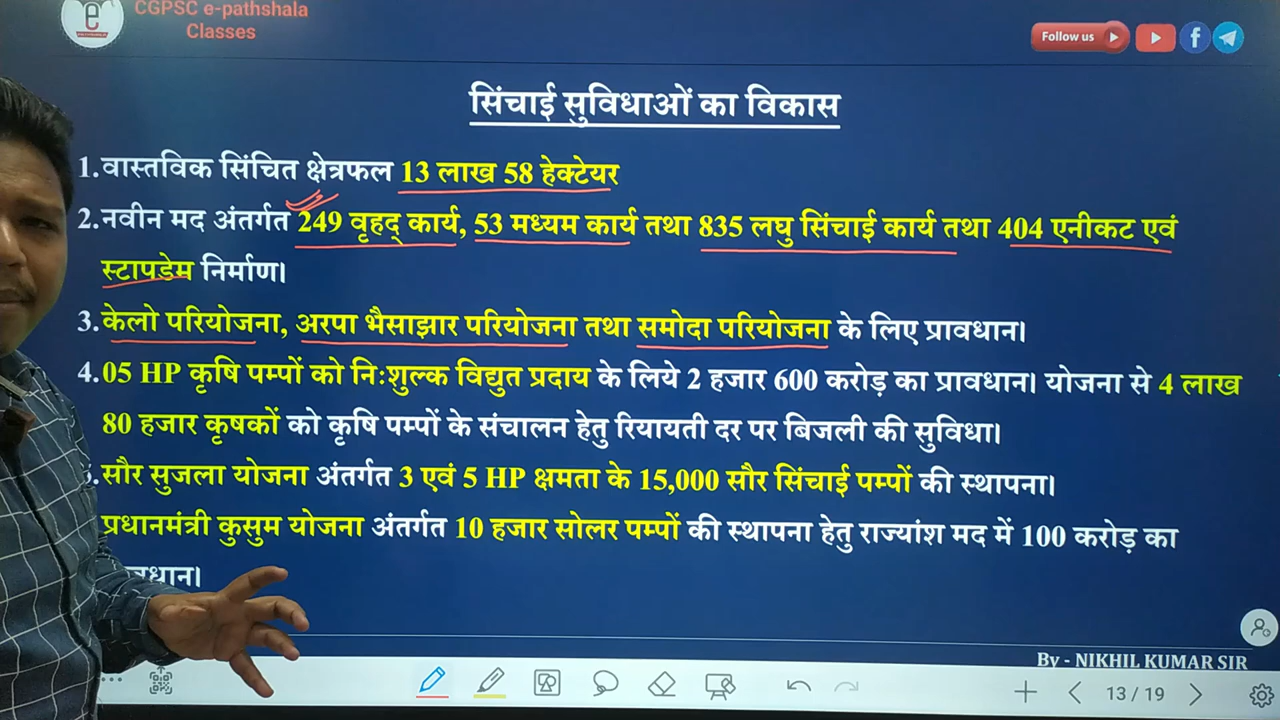 CGPSC e-pathshala
Classes
e
Follow us
सिंचाई सुविधाओं का विकास
1.वास्तविक सिंचित क्षेत्रफल 13 लाख 58 हेक्टेयर
2.नवीन मद अंतर्गत 249 वृहद् कार्य, 53 मध्यम कार्य तथा 835 लघु सिंचाई कार्य तथा 404 एनीकट एवं
स्टापडेम निर्माण।
3.केलो परियोजना, अरपा भैसाझार परियोजना तथा समोदा परियोजना के लिए प्रावधान।
4.05 HP कृषि पम्पों को निःशुल्क विद्युत प्रदाय के लिये 2 हजार 600 करोड़ का प्रावधान। योजना से 4 लाख
80 हजार कृषकों को कृषि पम्पों के संचालन हेतु रियायती दर पर बिजली की सुविधा।
सौर सुजला योजना अंतर्गत 3 एवं 5 HP क्षमता के 15,000 सौर सिंचाई पम्पों की स्थापना।
प्रधानमंत्री कुसुम योजना अंतर्गत 10 हजार सोलर पम्पों की स्थापना हेतु राज्यांश मद में 100 करोड़ का
By - NIKHIL KUMAR SIR
13 / 19